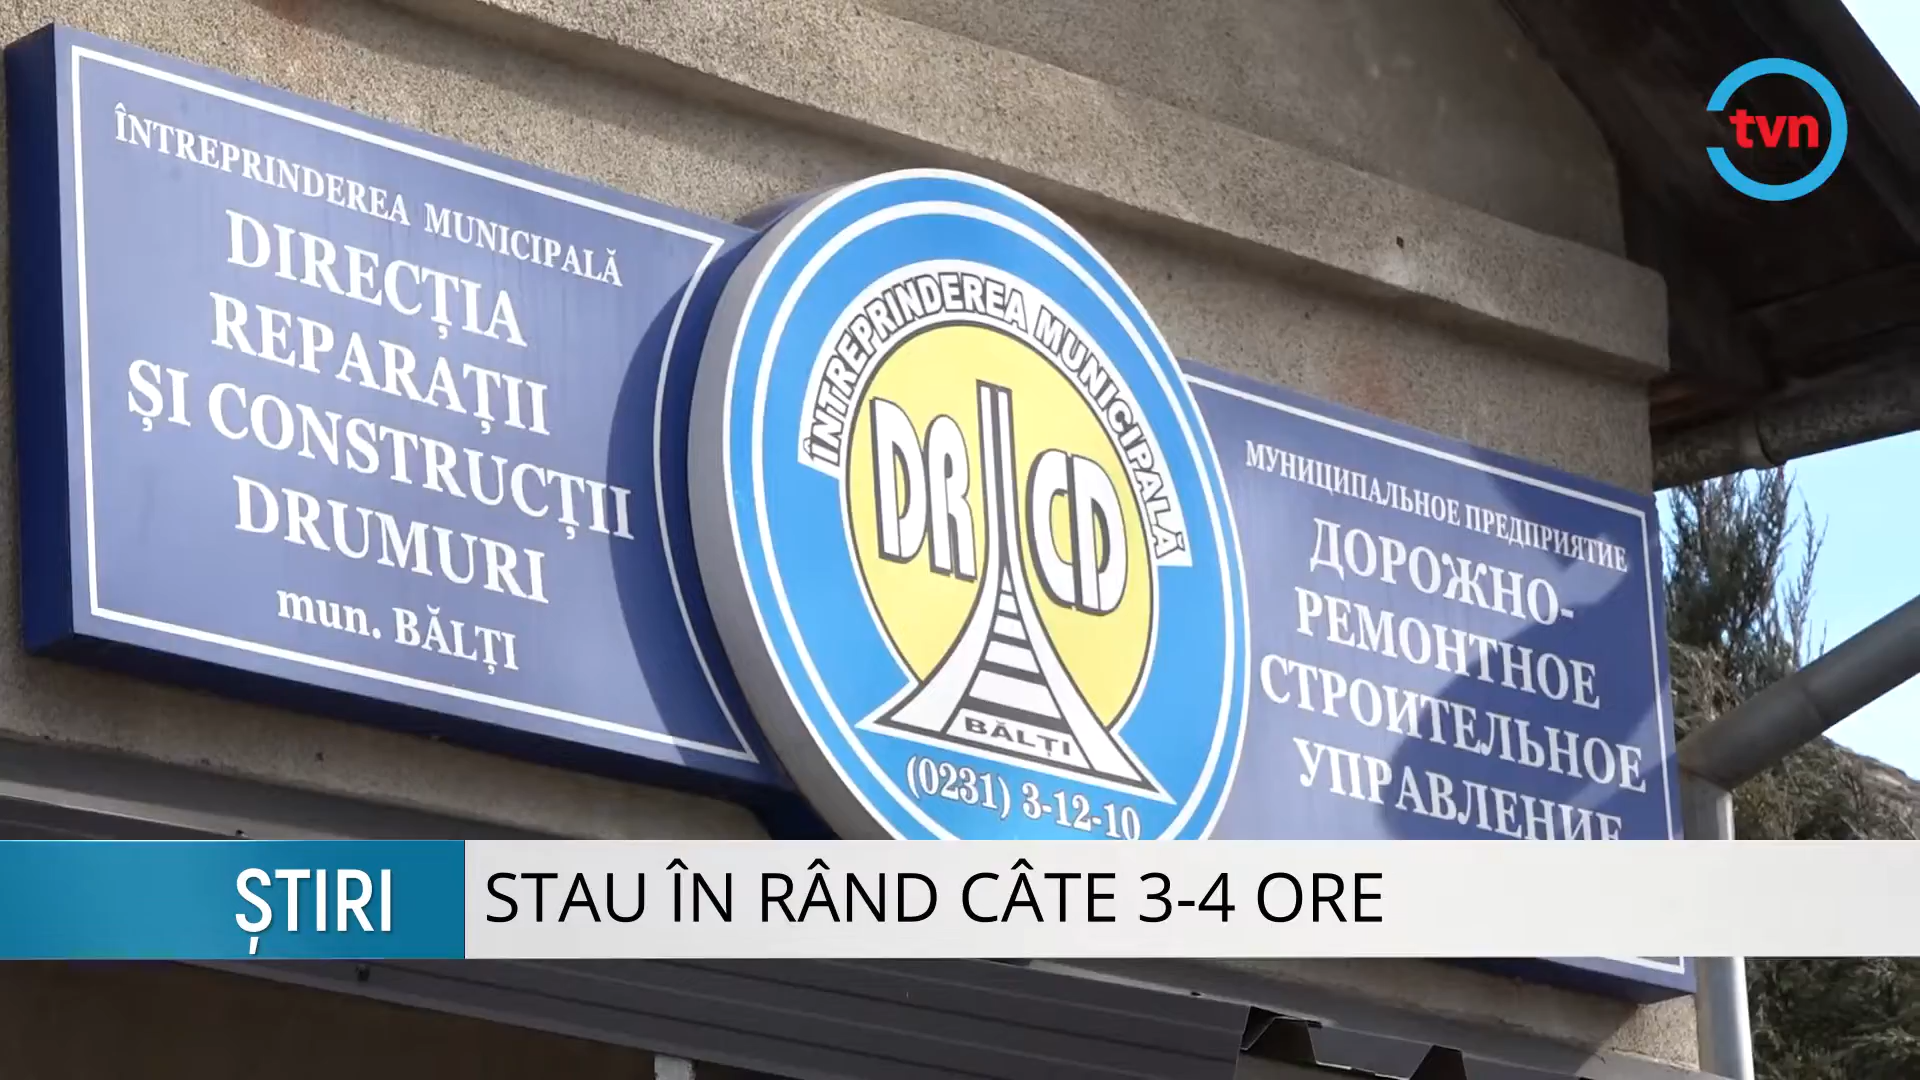 ÎNTREPRINDEREA MUNICIPALĂ
DIRECȚIA
REPARAȚII
ȘI CONSTRUCȚII
DRUMURI
mun. BĂLȚI
ÎNTREPRINDEREA MUNICIPALĂ
DR CD
BĂLȚI
(0231) 3-12-10
МУНИЦИПАЛЬНОЕ ПРЕДПРИЯТИЕ
ДОРОЖНО-
РЕМОНТНОЕ
СТРОИТЕЛЬНОЕ
УПРАВЛЕНИЕ
tvn
ȘTIRI
STAU ÎN RÂND CÂTE 3-4 ORE